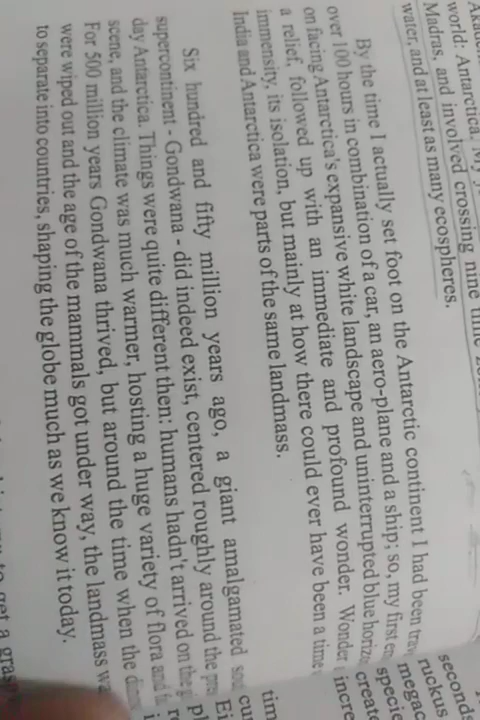 world: Antarctica.
Madras, and involved crossing nine time
water, and at least as many ecospheres.
By the time I actually set foot on the Antarctic continent I had been
over 100 hours in combination of a car, an aero-plane and a ship; so, my first
on facing Antarctica's expansive white landscape and uninterrupted blue
a relief, followed up with an immediate and profound wonder. Wonder
immensity, its isolation, but mainly at how there could ever have been a time
India and Antarctica were parts of the same landmass.
Six hundred and fifty million years ago, a giant amalgamated
supercontinent - Gondwana - did indeed exist, centered roughly around the
day Antarctica. Things were quite different then: humans hadn't arrived on the
scene, and the climate was much warmer, hosting a huge variety of flora and
For 500 million years Gondwana thrived, but around the time when the
were wiped out and the age of the mammals got under way, the landmass
to separate into countries, shaping the globe much as we know it today.
seconds
ruckus